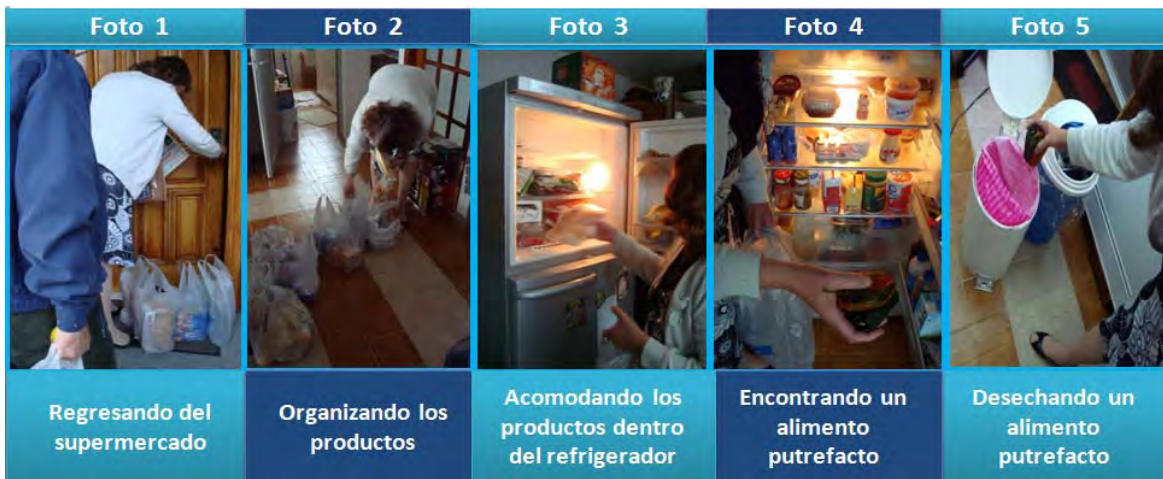 Foto 1
Foto 2
Foto 3
Foto 4
Foto 5
Regresando del
supermercado
Organizando los
productos
Acomodando los
productos dentro
del refrigerador
Encontrando un
alimento
putrefacto
Desechando un
alimento
putrefacto